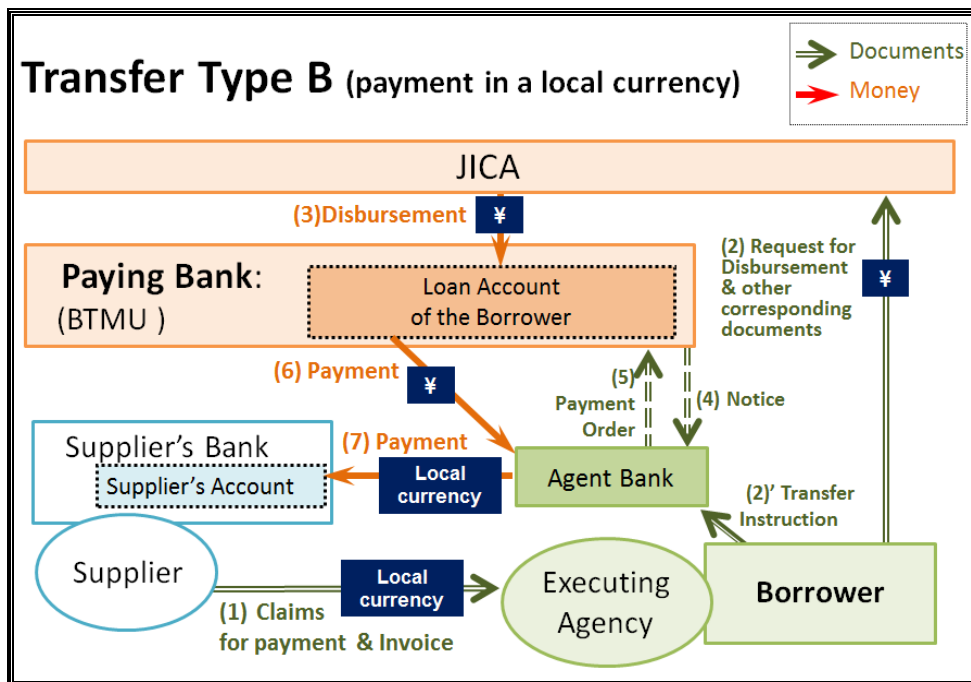 Transfer Type B (payment in a local currency)
Documents
Money
JICA
(3)Disbursement
¥
Paying Bank:
(BTMU )
Loan Account
of the Borrower
(2) Request for
Disbursement
& other
corresponding
documents
¥
(6) Payment
¥
(5)
Payment
Order
(4) Notice
Supplier's Bank
Supplier's Account
(7) Payment
Local
currency
Agent Bank
(2)' Transfer
Instruction
Supplier
Local
currency
(1) Claims
for payment & Invoice
Executing
Agency
Borrower